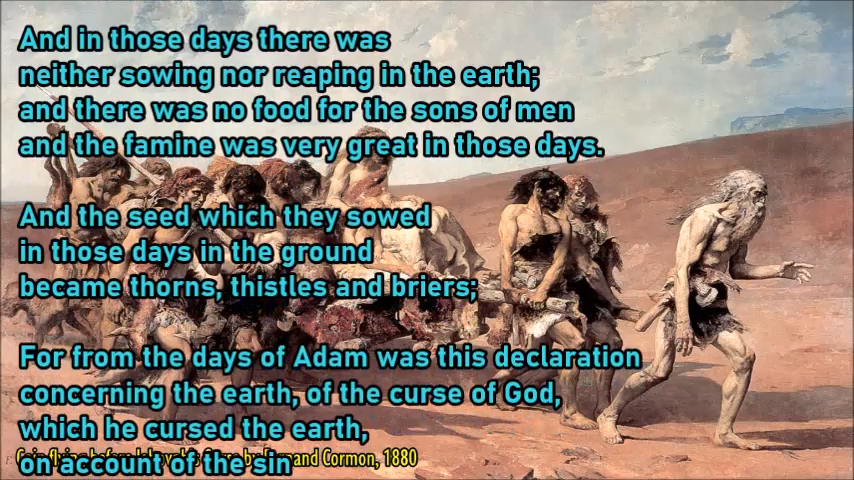 And in those days there was
neither sowing nor reaping in the earth;
and there was no food for the sons of men
and the famine was very great in those days.
And the seed which they sowed
in those days in the ground
became thorns, thistles and briers;
For from the days of Adam was this declaration
concerning the earth, of the curse of God,
which he cursed the earth,
on account of the sin
Cormon, 1880